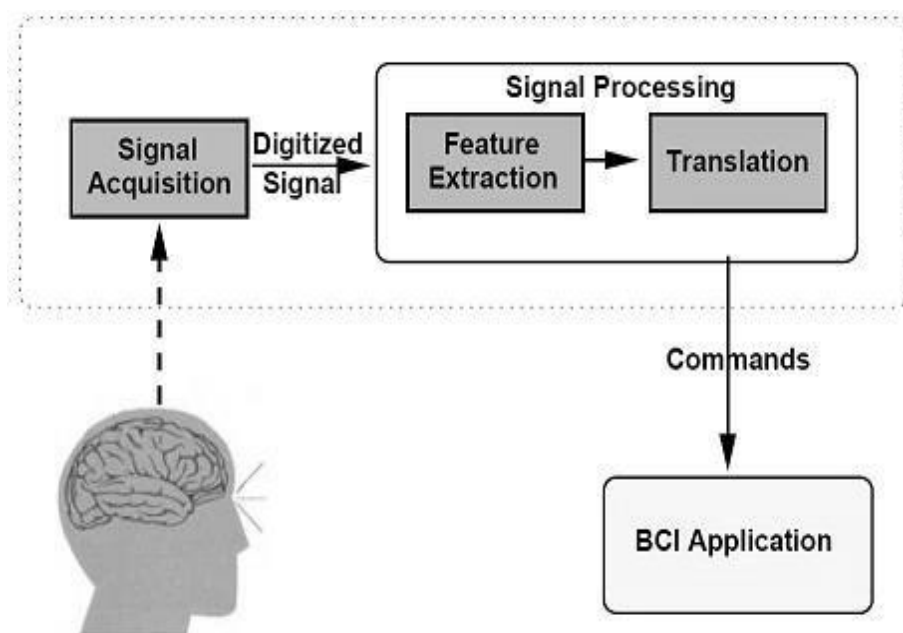 Signal Processing
Signal
Acquisition
Digitized
Signal
Feature
Extraction
Translation
Commands
BCI Application